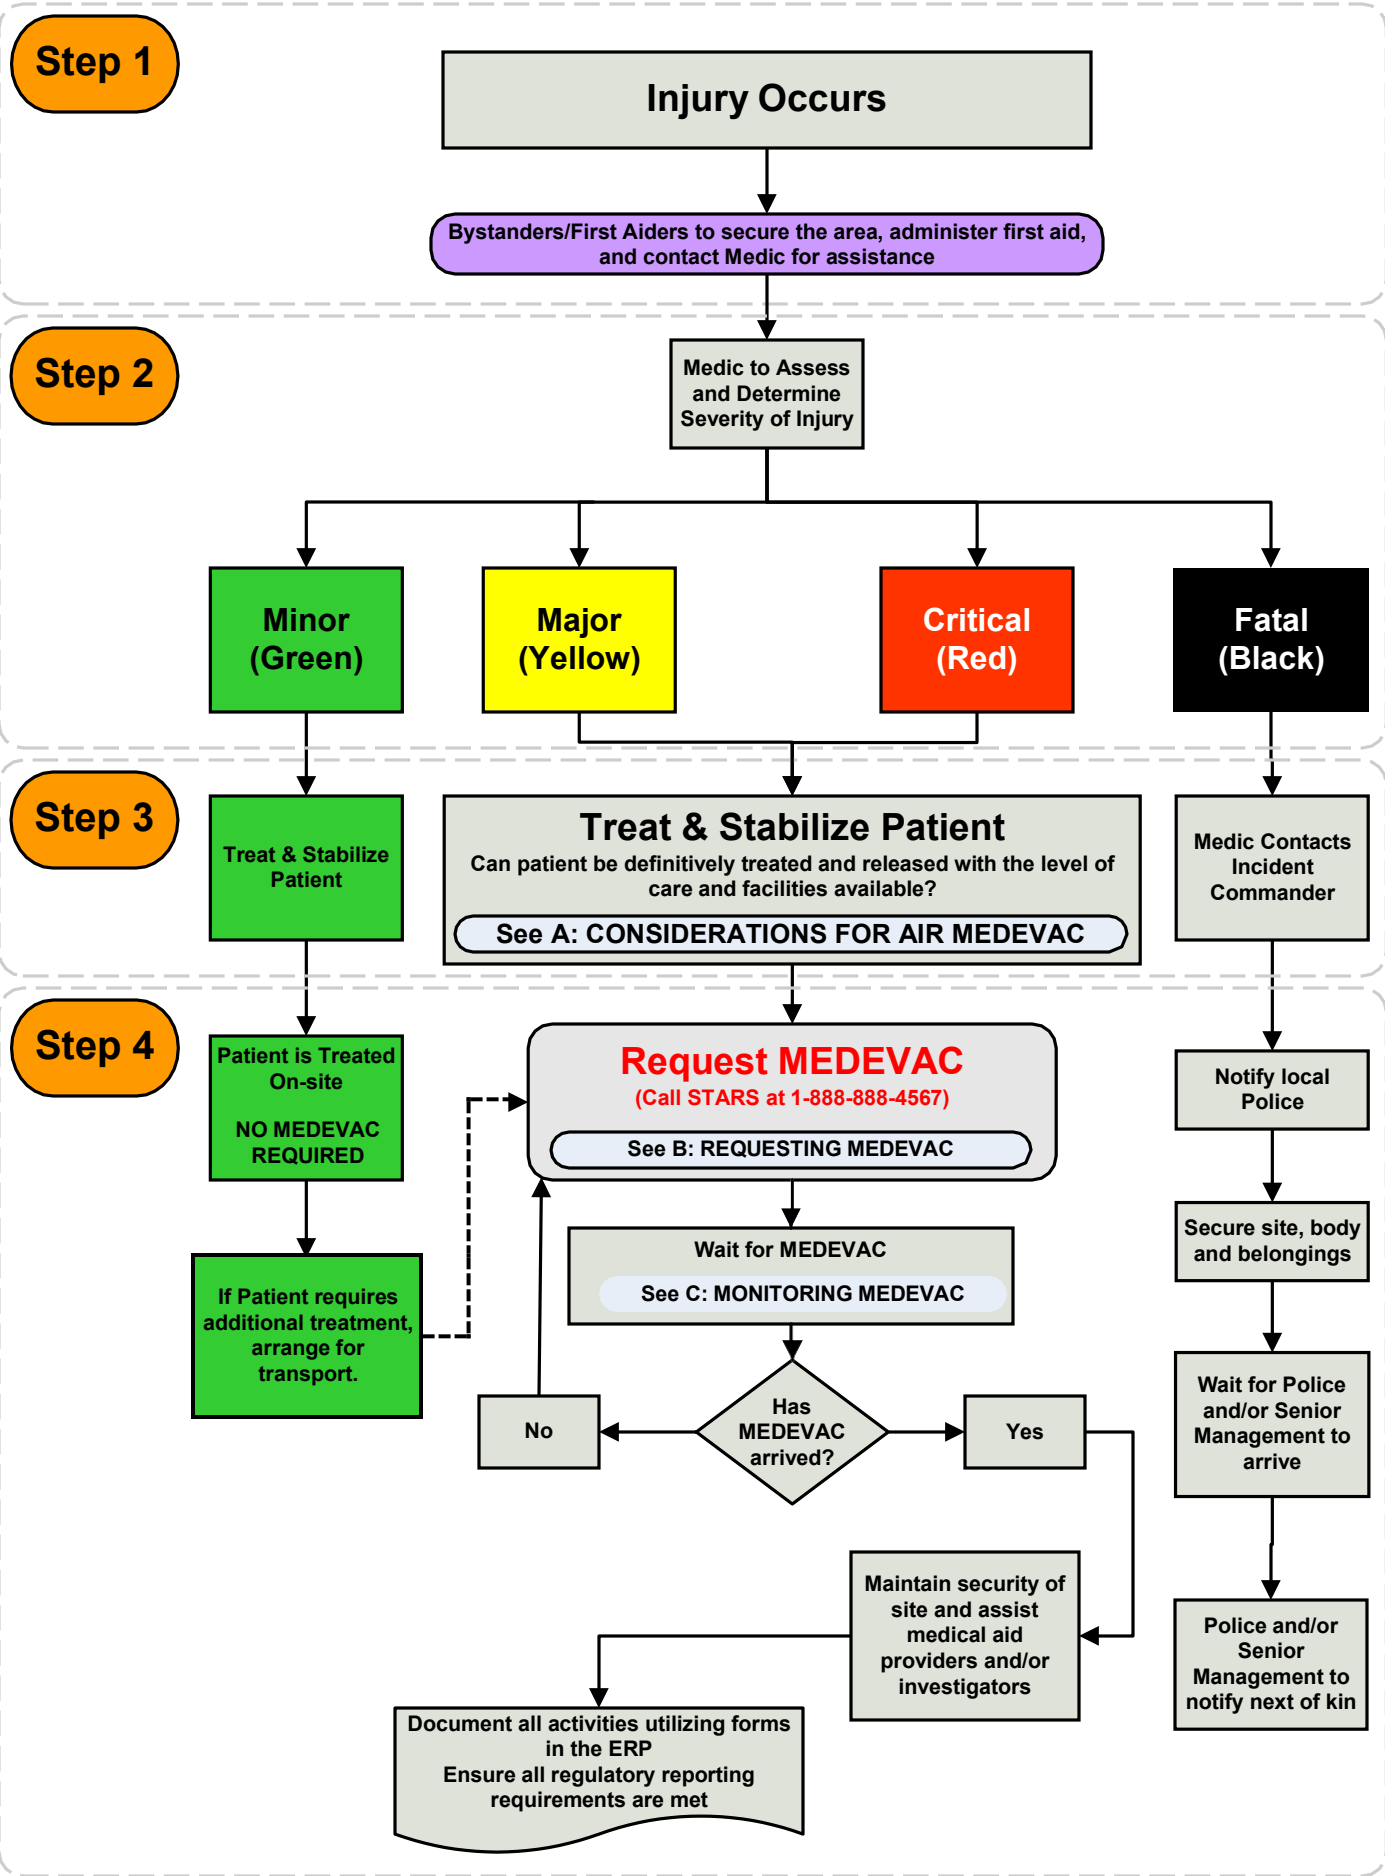 Step 1
Injury Occurs
Bystanders/First Aiders to secure the area, administer first aid,
and contact Medic for assistance
Step 2
Medic to Assess
and Determine
Severity of Injury
Minor
(Green)
Major
(Yellow)
Critical
(Red)
Fatal
(Black)
Step 3
Treat & Stabilize
Patient
Treat & Stabilize Patient
Can patient be definitively treated and released with the level of
care and facilities available?
See A: CONSIDERATIONS FOR AIR MEDEVAC
Medic Contacts
Incident
Commander
Step 4
Patient is Treated
On-site
NO MEDEVAC
REQUIRED
If Patient requires
additional treatment,
arrange for
transport.
Request MEDEVAC
(Call STARS at 1-888-888-4567)
See B: REQUESTING MEDEVAC
Wait for MEDEVAC
See C: MONITORING MEDEVAC
Has
MEDEVAC
arrived?
No
Yes
Maintain security of
site and assist
medical aid
providers and/or
investigators
Document all activities utilizing forms
in the ERP
Ensure all regulatory reporting
requirements are met
Notify local
Police
Secure site, body
and belongings
Wait for Police
and/or Senior
Management to
arrive
Police and/or
Senior
Management to
notify next of kin